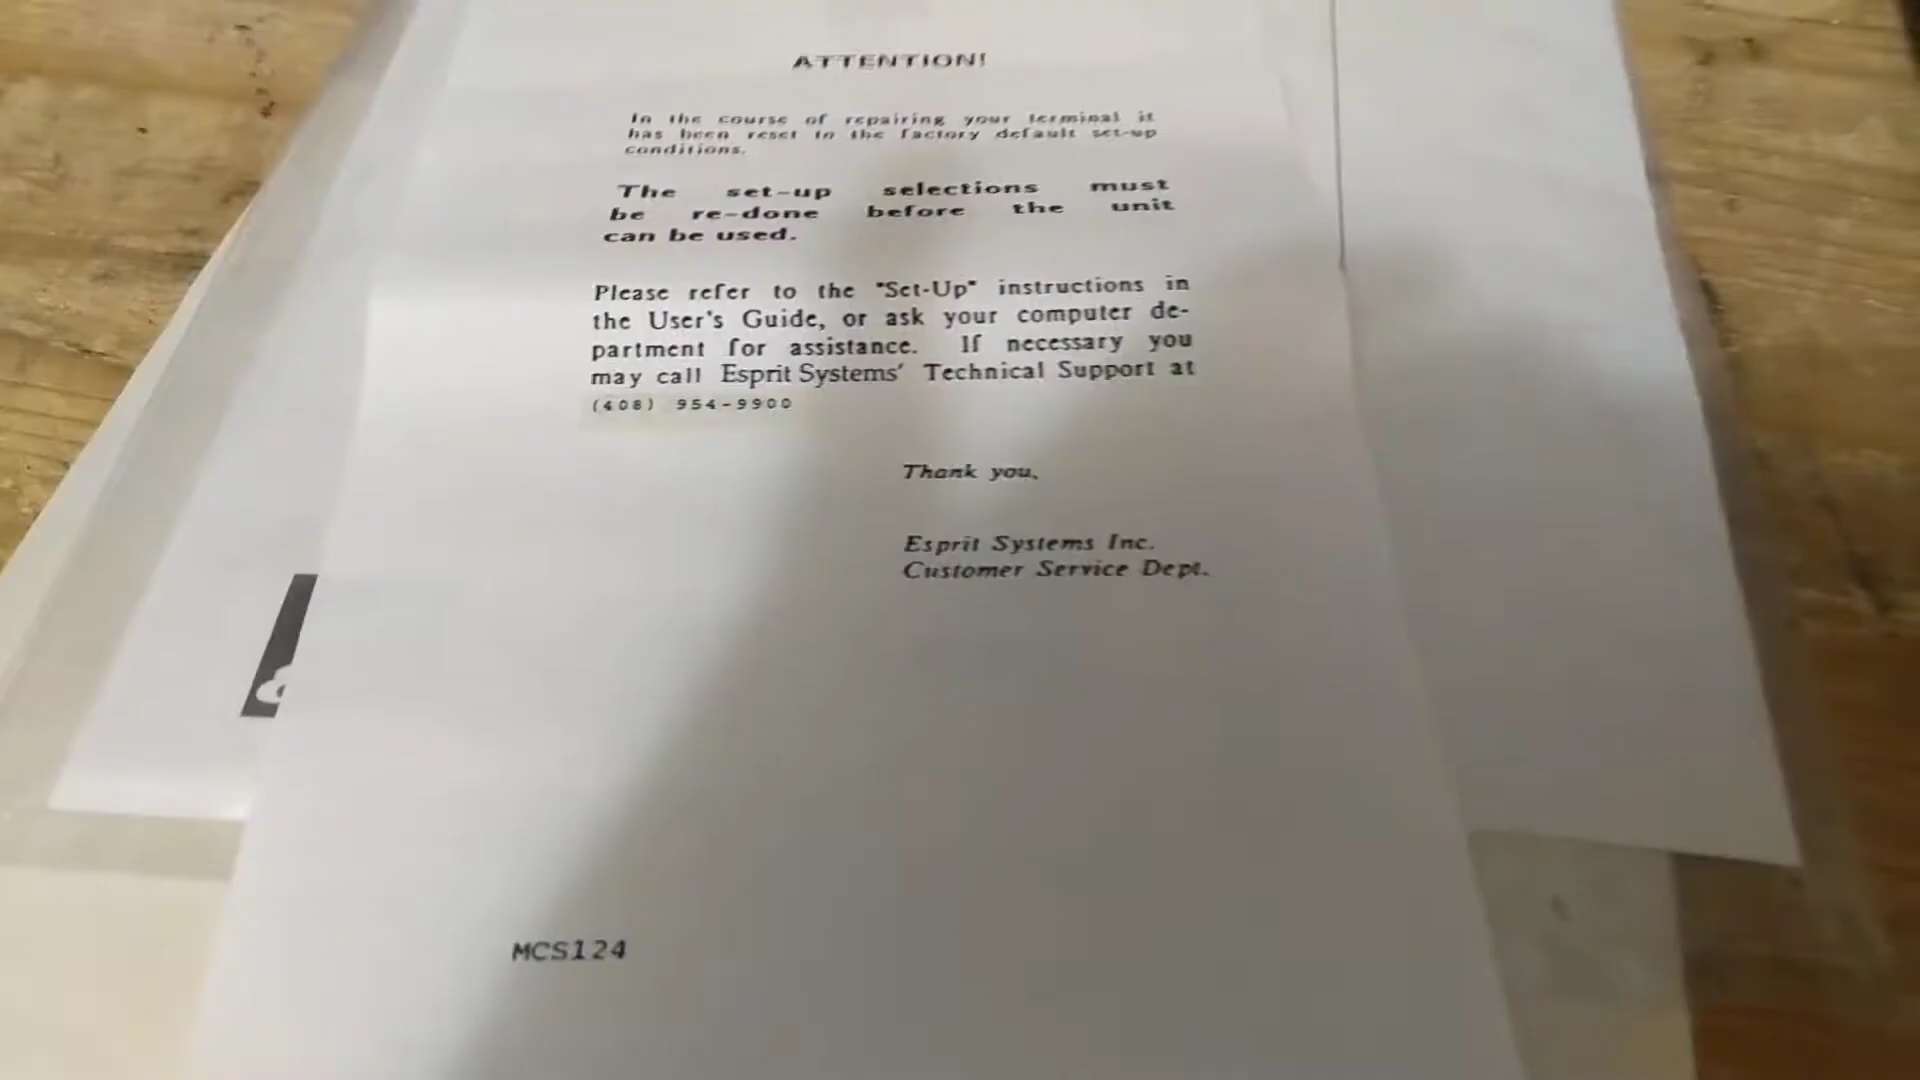 ATTENTION!
In the course of repairing your terminal it
has been reset to the factory default set-up
conditions.
The set-up selections must
be re-done before the unit
can be used.
Please refer to the "Set-Up" instructions in
the User's Guide, or ask your computer de-
partment for assistance. If necessary you
may call Esprit Systems' Technical Support at
(408) 954-9900
Thank you,
Esprit Systems Inc.
Customer Service Dept.
MCS124